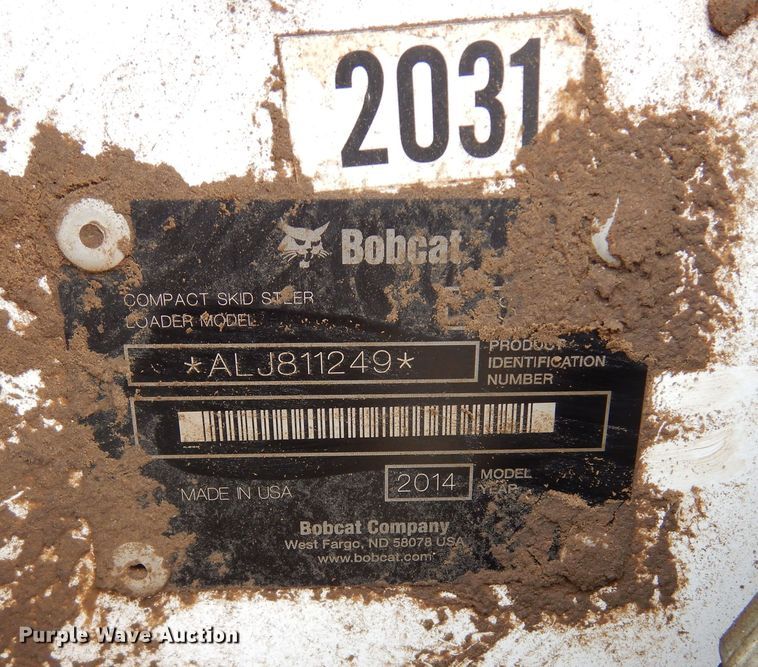 2031
Bobcat
COMPACT SKID STEER
LOADER MODEL
*ALJ811249*
PRODUCT
IDENTIFICATION
NUMBER
MADE IN USA
2014
MODEL
YEAR
Bobcat Company
West Fargo, ND 58078 USA
www.bobcat.com
Purple Wave Auction